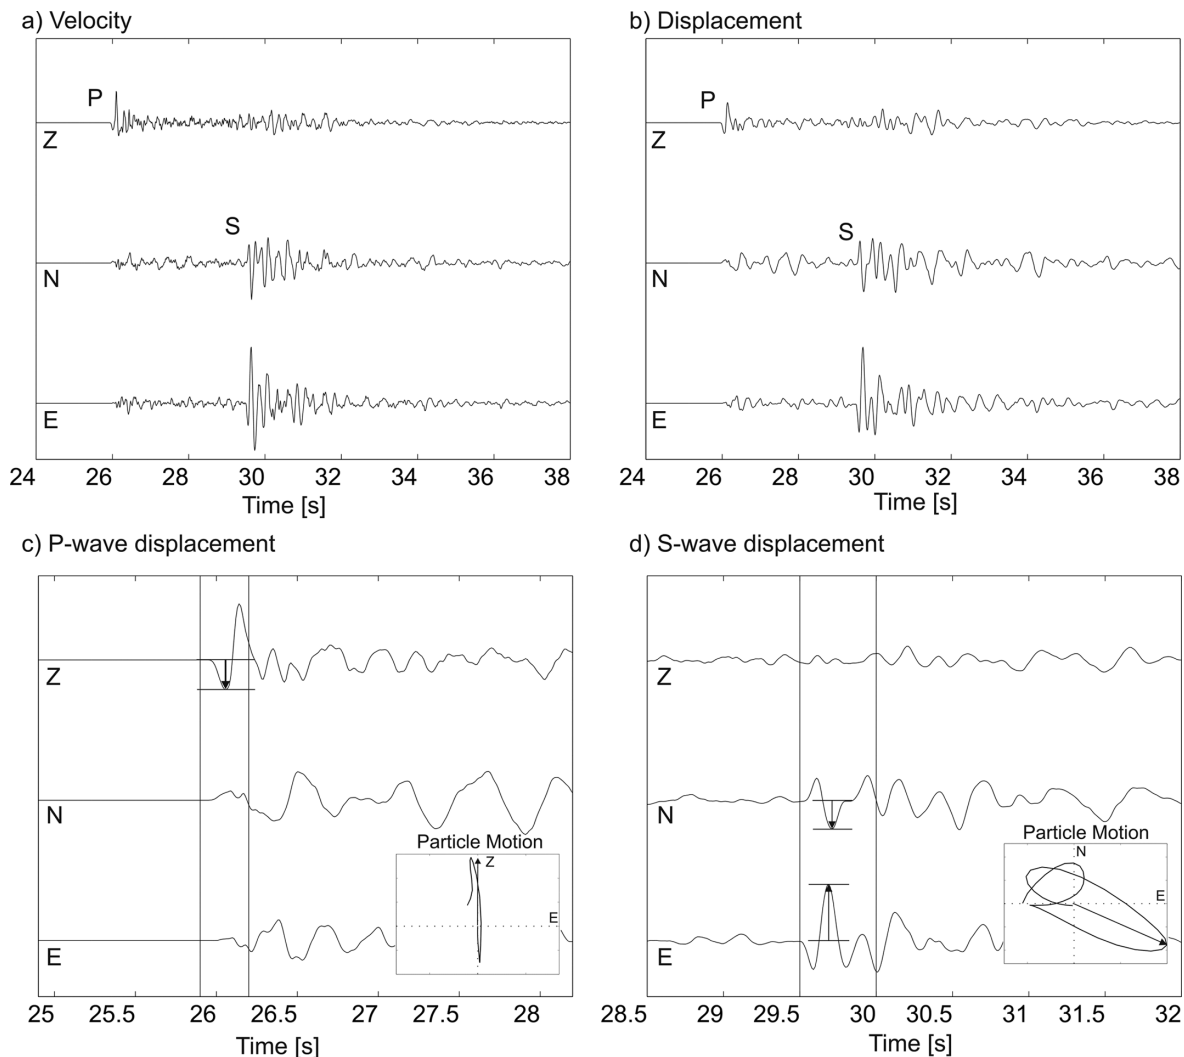 a) Velocity
P
Z
S
N
E
24 26 28 30 32 34 36 38
Time [s]
b) Displacement
P
Z
S
N
E
24 26 28 30 32 34 36 38
Time [s]
c) P-wave displacement
Z
N
Particle Motion
Z
E
E
25 25.5 26 26.5 27 27.5 28
Time [s]
d) S-wave displacement
Z
N
Particle Motion
N
E
E
28.5 29 29.5 30 30.5 31 31.5 32
Time [s]